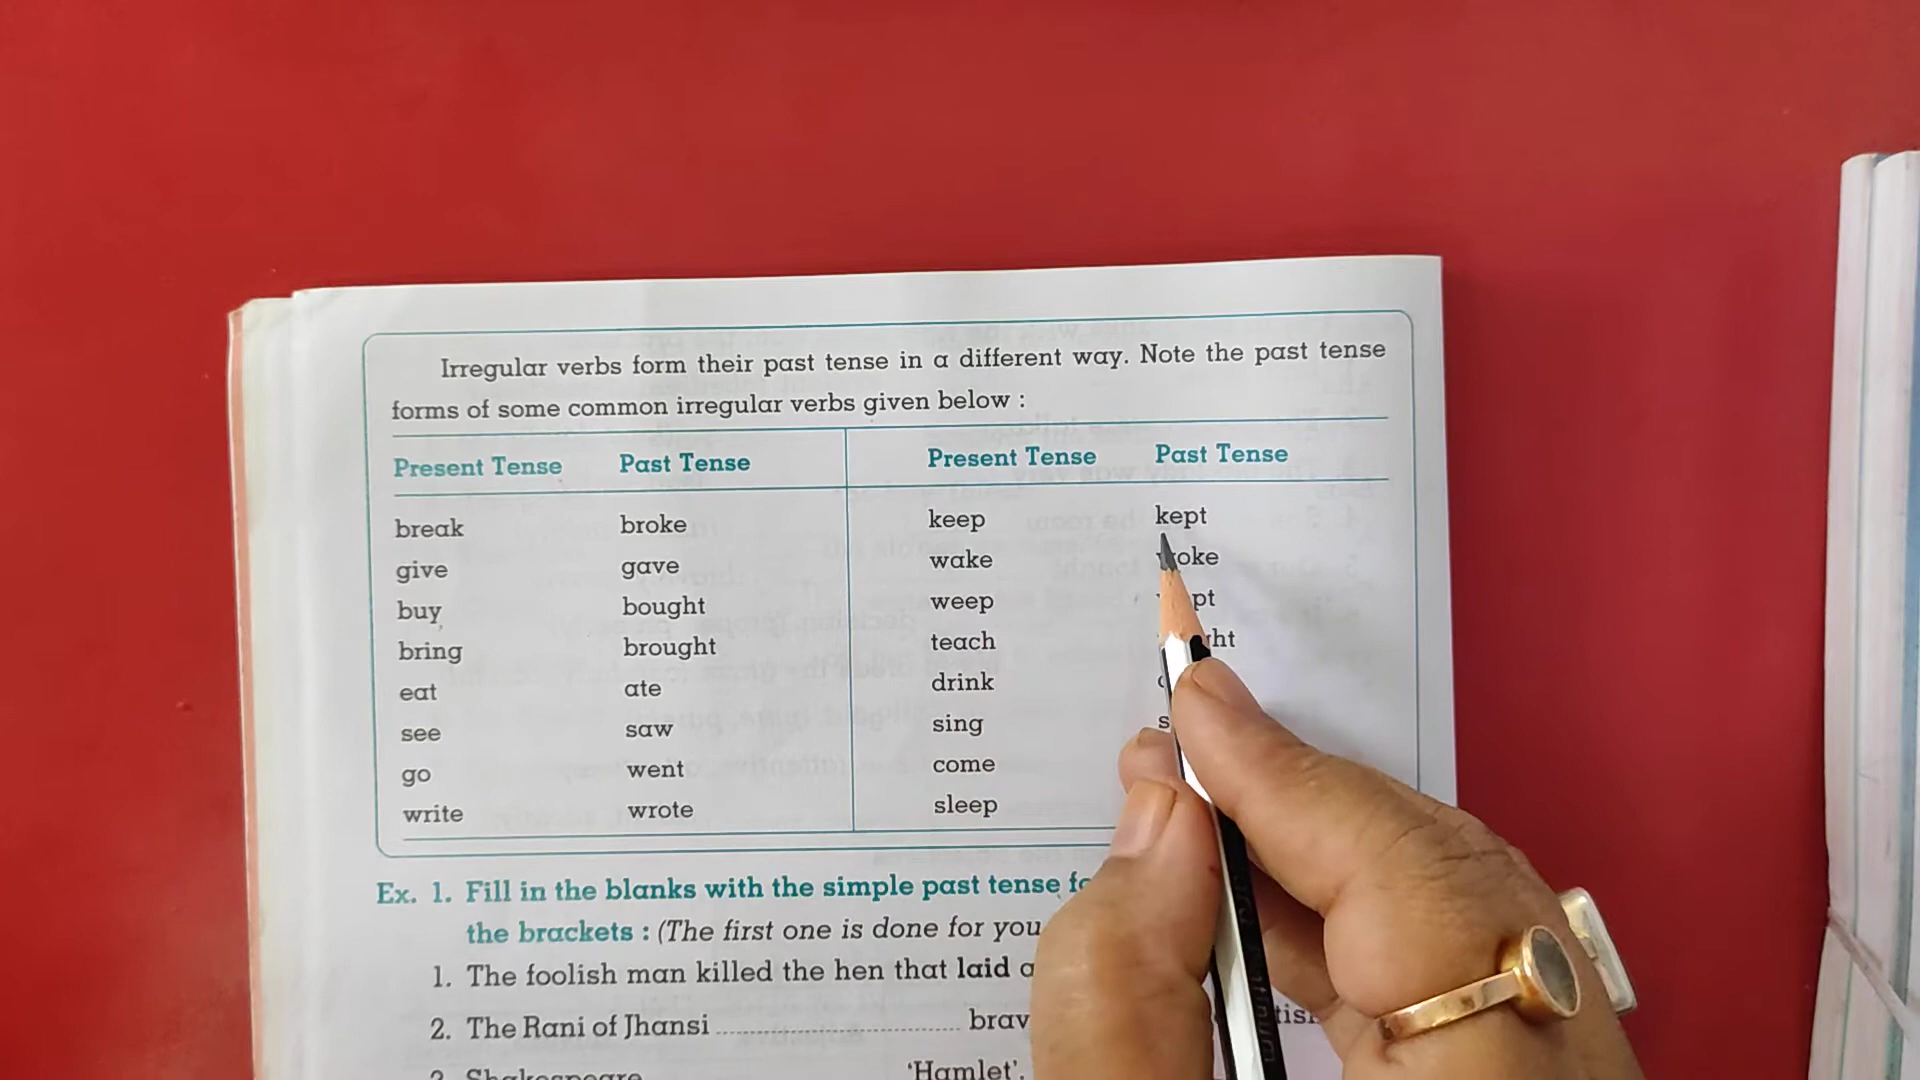 Irregular verbs form their past tense in a different way. Note the past tense
forms of some common irregular verbs given below :
Present Tense Past Tense Present Tense Past Tense
break broke keep kept
give gave wake
buy bought weep
bring brought teach
eat ate drink
see saw sing
go went come
write wrote sleep
Ex. 1. Fill in the blanks with the simple past tense
the brackets : (The first one is done for you
1. The foolish man killed the hen that laid
2. The Rani of Jhansi
Shakespeare 'Hamlet'.